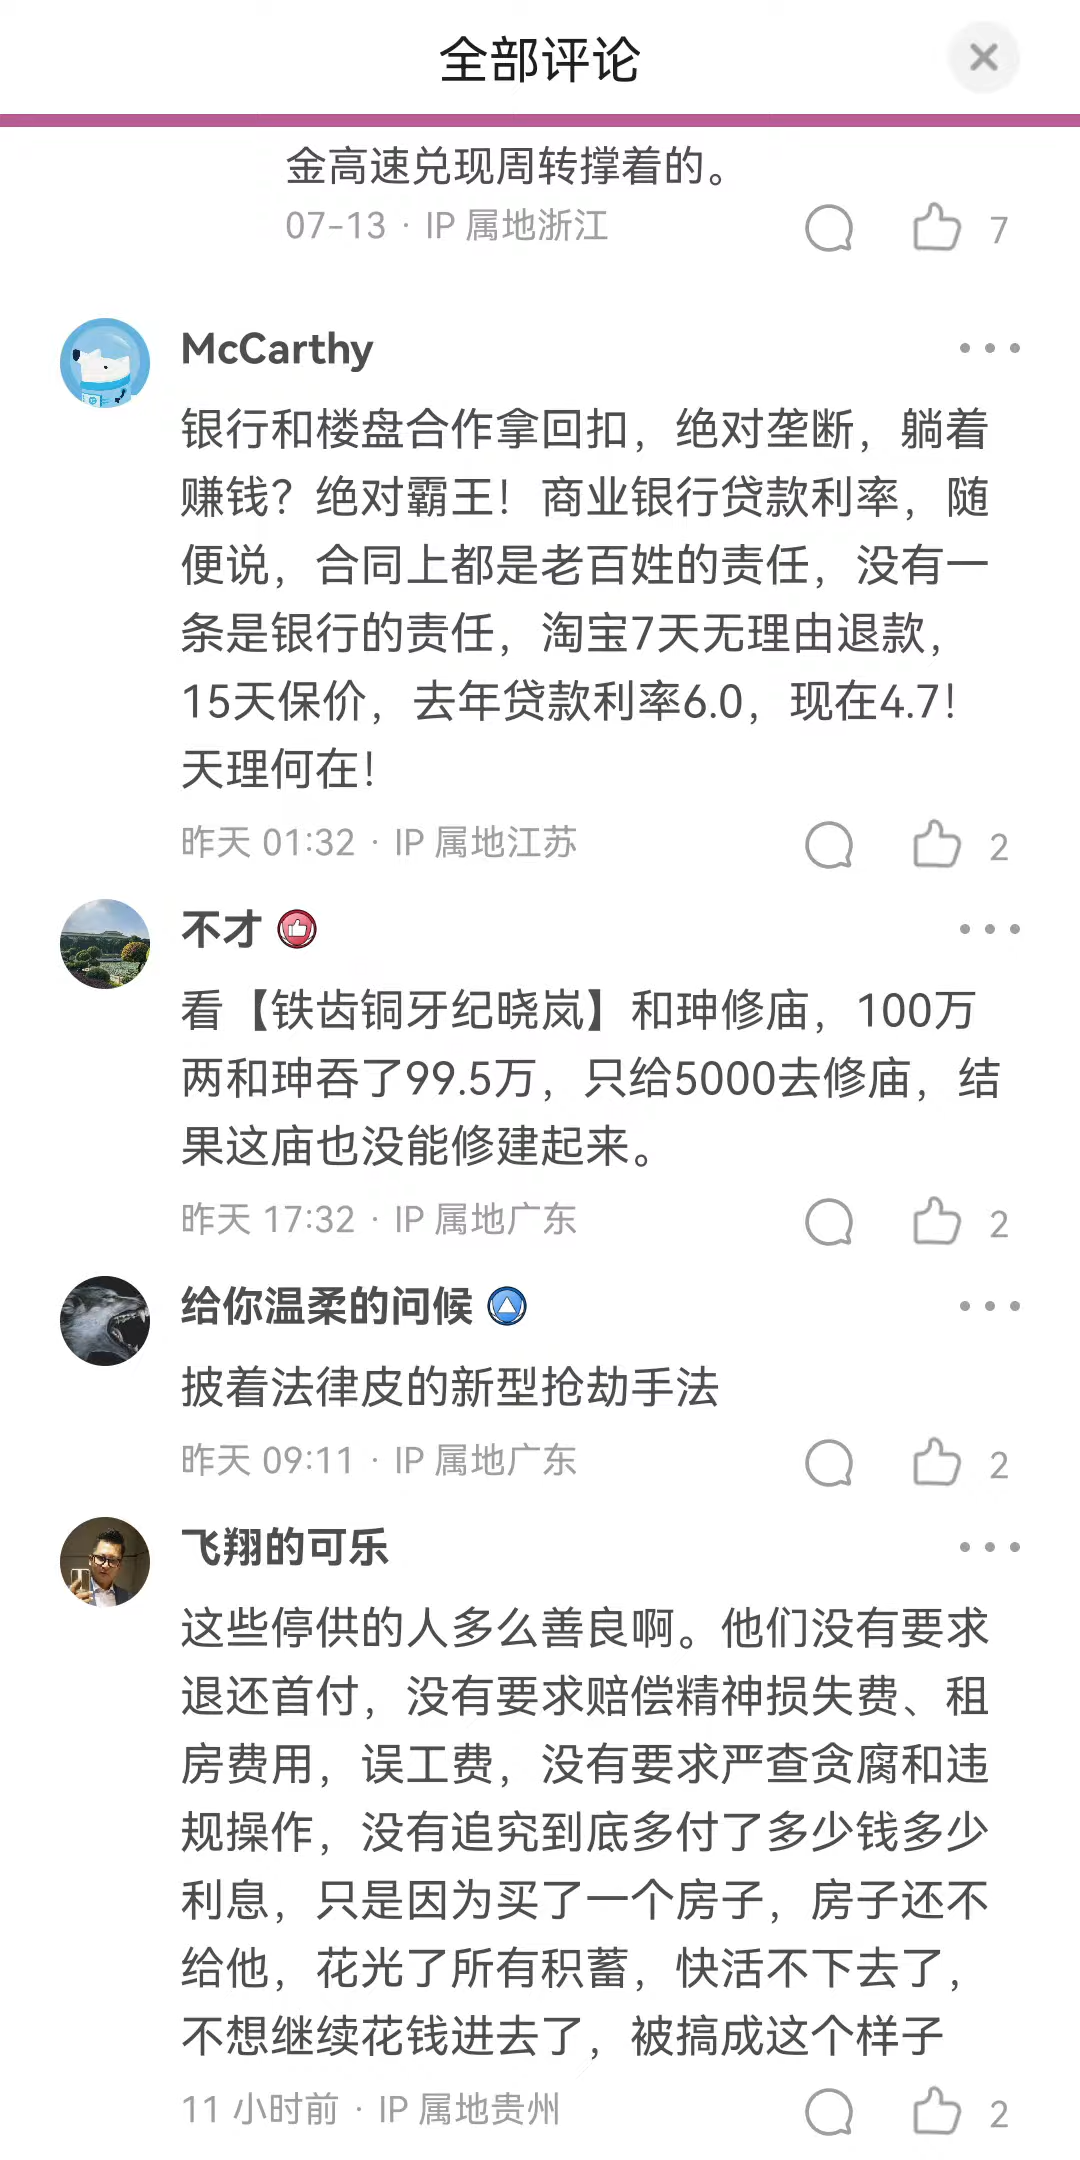 全部评论
金高速兑现周转撑着的。
07-13 · IP 属地浙江
7
McCarthy
银行和楼盘合作拿回扣，绝对垄断，躺着
赚钱？绝对霸王！商业银行贷款利率，随
便说，合同上都是老百姓的责任，没有一
条是银行的责任，淘宝7天无理由退款，
15天保价，去年贷款利率6.0，现在4.7！
天理何在！
昨天 01:32 · IP 属地江苏
2
不才
看【铁齿铜牙纪晓岚】和珅修庙，100万
两和珅吞了99.5万，只给5000去修庙，结
果这庙也没能修建起来。
昨天 17:32 · IP 属地广东
2
给你温柔的问候
披着法律皮的新型抢劫手法
昨天 09:11 · IP 属地广东
2
飞翔的可乐
这些停供的人多么善良啊。他们没有要求
退还首付，没有要求赔偿精神损失费、租
房费用，误工费，没有要求严查贪腐和违
规操作，没有追究到底多付了多少钱多少
利息，只是因为买了一个房子，房子还不
给他，花光了所有积蓄，快活不下去了，
不想继续花钱进去了，被搞成这个样子
11 小时前 · IP 属地贵州
2